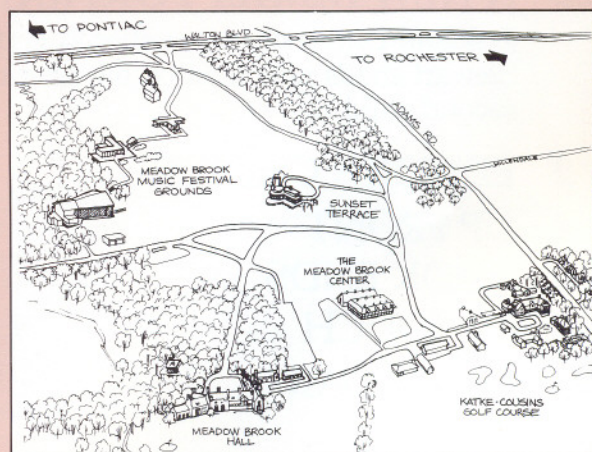 TO PONTIAC
WALTON BLVD
TO ROCHESTER
ADAMS RD.
MEADOW BROOK
MUSIC FESTIVAL
GROUNDS
SUNSET
TERRACE
THE
MEADOW BROOK
CENTER
KATKE-COUSINS
GOLF COURSE
MEADOW BROOK
HALL